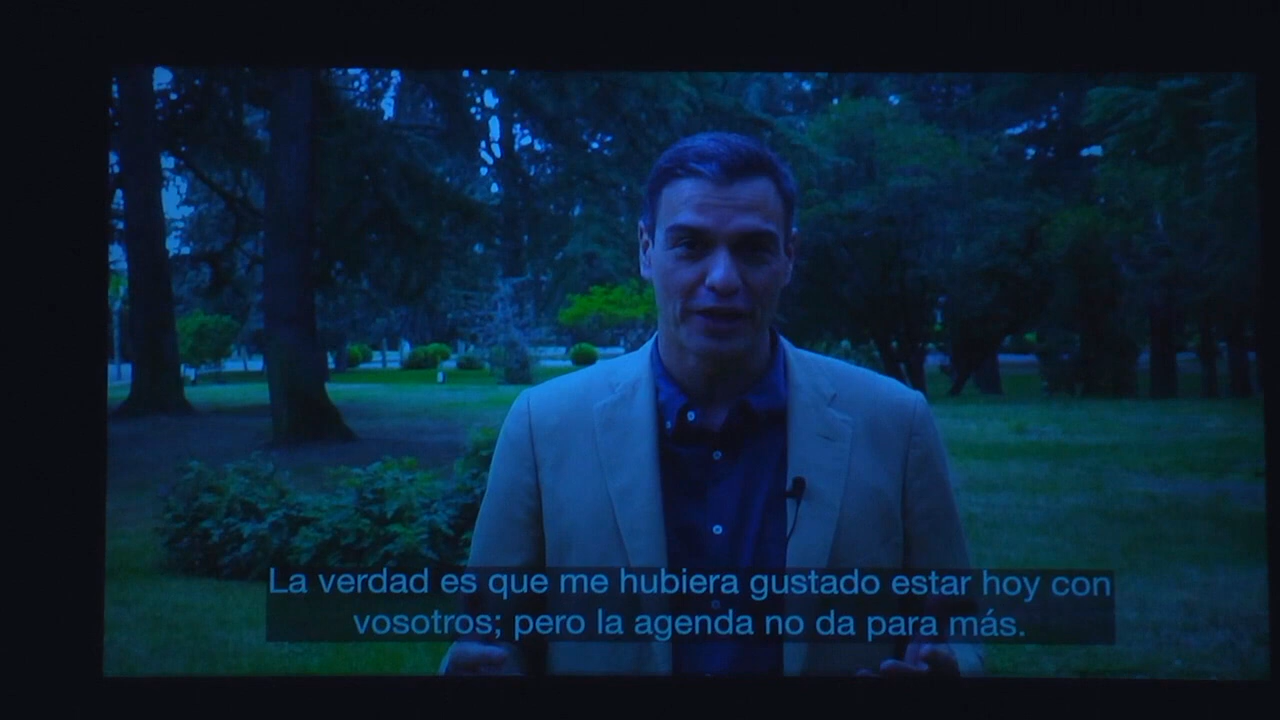 La verdad es que me hubiera gustado estar hoy con
vosotros; pero la agenda no da para más.